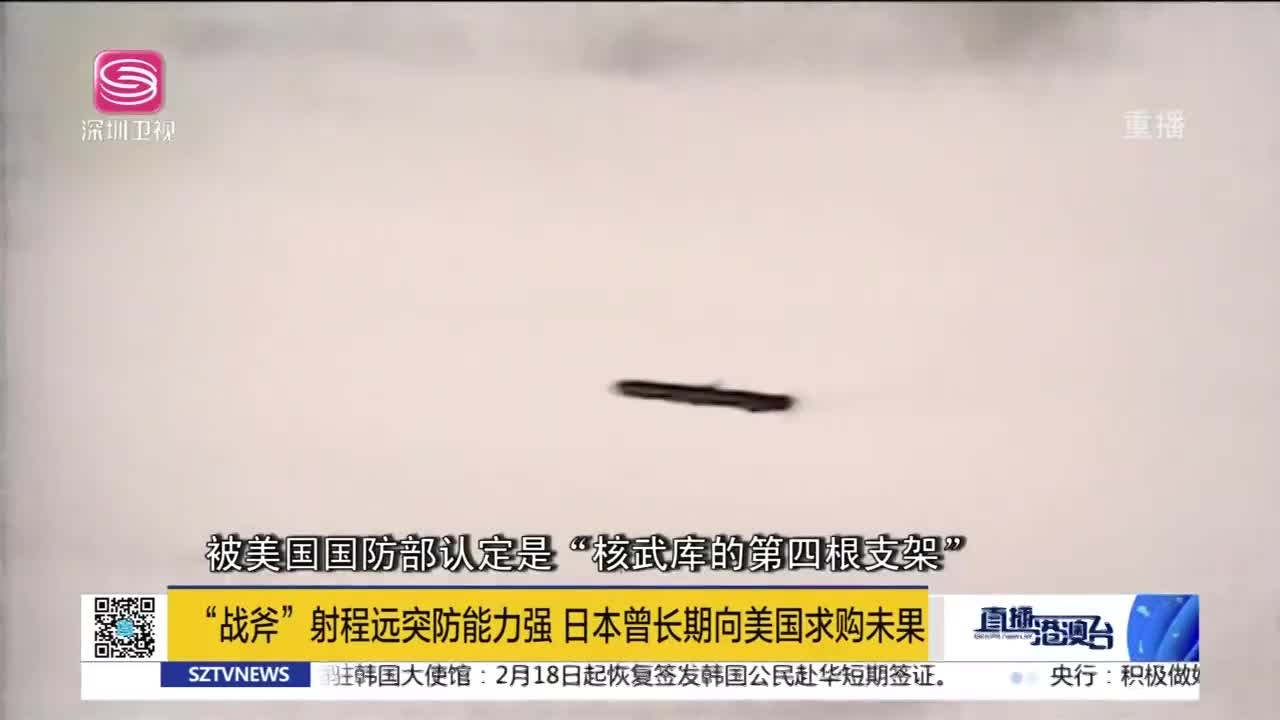 深圳卫视
重播
被美国国防部认定是“核武库的第四根支架”
“战斧”射程远突防能力强 日本曾长期向美国求购未果
直播港澳台
SZTVNEWS
驻韩国大使馆：2月18日起恢复签发韩国公民赴华短期签证。
央行：积极做好